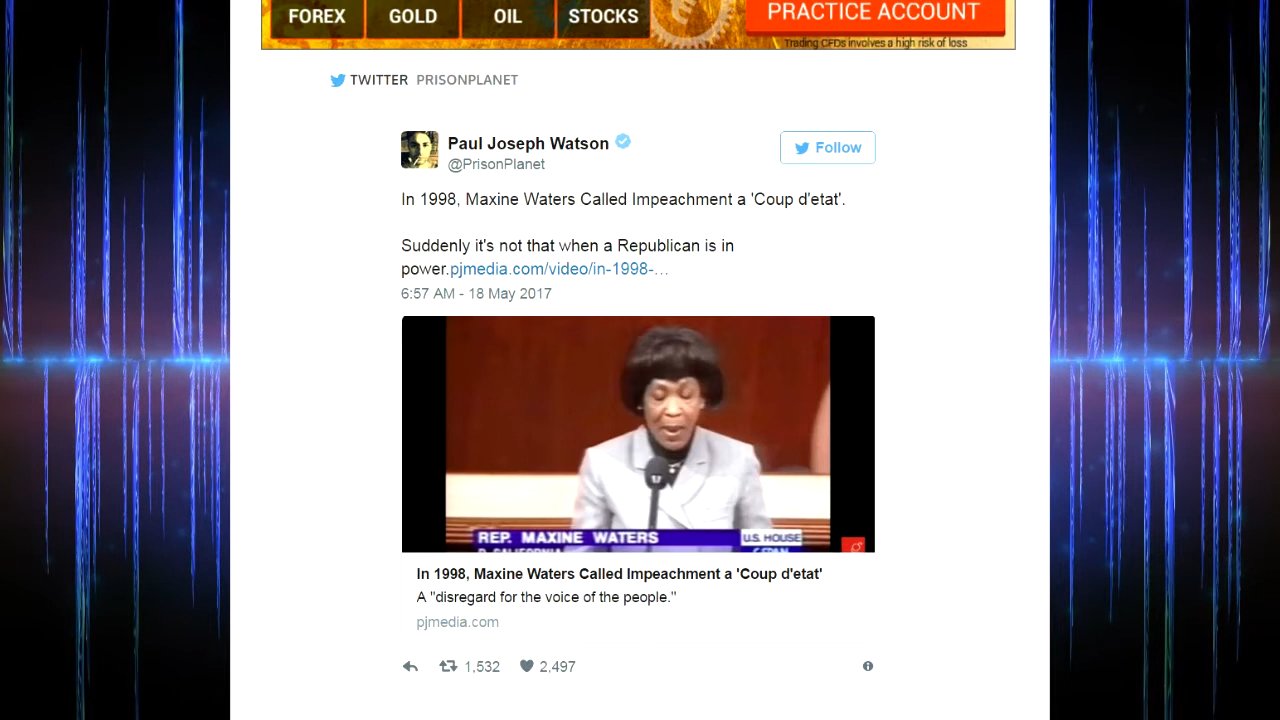 FOREX GOLD OIL STOCKS PRACTICE ACCOUNT
Trading CFDs involves a high risk of loss
TWITTER PRISONPLANET
Paul Joseph Watson
@PrisonPlanet
Follow
In 1998, Maxine Waters Called Impeachment a 'Coup d'etat'.
Suddenly it's not that when a Republican is in
power.pjmedia.com/video/in-1998-…
6:57 AM - 18 May 2017
REP. MAXINE WATERS U.S. HOUSE
D. CALIFORNIA C-SPAN
In 1998, Maxine Waters Called Impeachment a 'Coup d'etat'
A "disregard for the voice of the people."
pjmedia.com
1,532 2,497